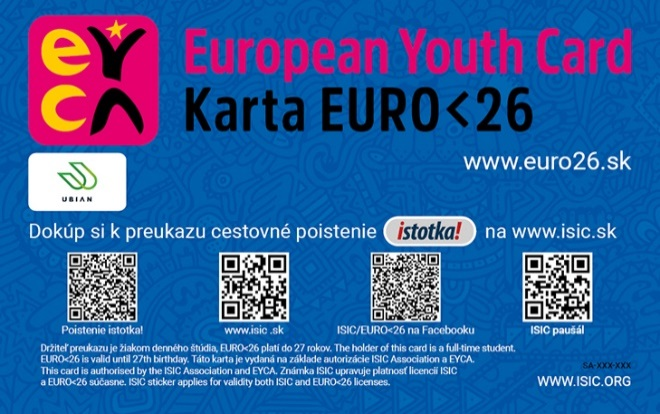 eyca
European Youth Card
Karta EURO<26
www.euro26.sk
UBIAN
Dokúp si k preukazu cestovné poistenie istotka! na www.isic.sk
Poistenie istotka!
www.isic .sk
ISIC/EURO<26 na Facebooku
ISIC paušál
Držiteľ preukazu je žiakom denného štúdia, EURO<26 platí do 27 rokov. The holder of this card is a full-time student.
EURO<26 is valid until 27th birthday. Táto karta je vydaná na základe autorizácie ISIC Association a EYCA.
This card is authorised by the ISIC Association and EYCA. Známka ISIC upravuje platnosť licencií ISIC
a EURO<26 súčasne. ISIC sticker applies for validity both ISIC and EURO<26 licenses.
SA-XXX-XXX
WWW.ISIC.ORG